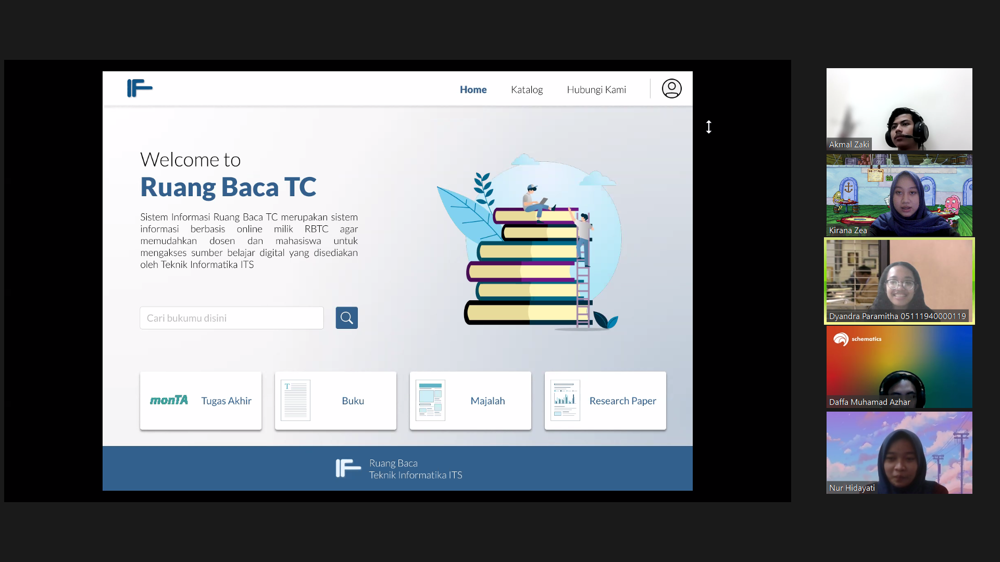 IF
Home
Katalog
Hubungi Kami
Welcome to
Ruang Baca TC
Sistem Informasi Ruang Baca TC merupakan sistem
informasi berbasis online milik RBTC agar
memudahkan dosen dan mahasiswa untuk
mengakses sumber belajar digital yang disediakan
oleh Teknik Informatika ITS
Cari bukumu disini
monTA
Tugas Akhir
T
Buku
Majalah
Research Paper
IF
Ruang Baca
Teknik Informatika ITS
Akmal Zaki
Kirana Zea
Dyandra Paramitha 05111940000119
schematics
Daffa Muhamad Azhar
Nur Hidayati